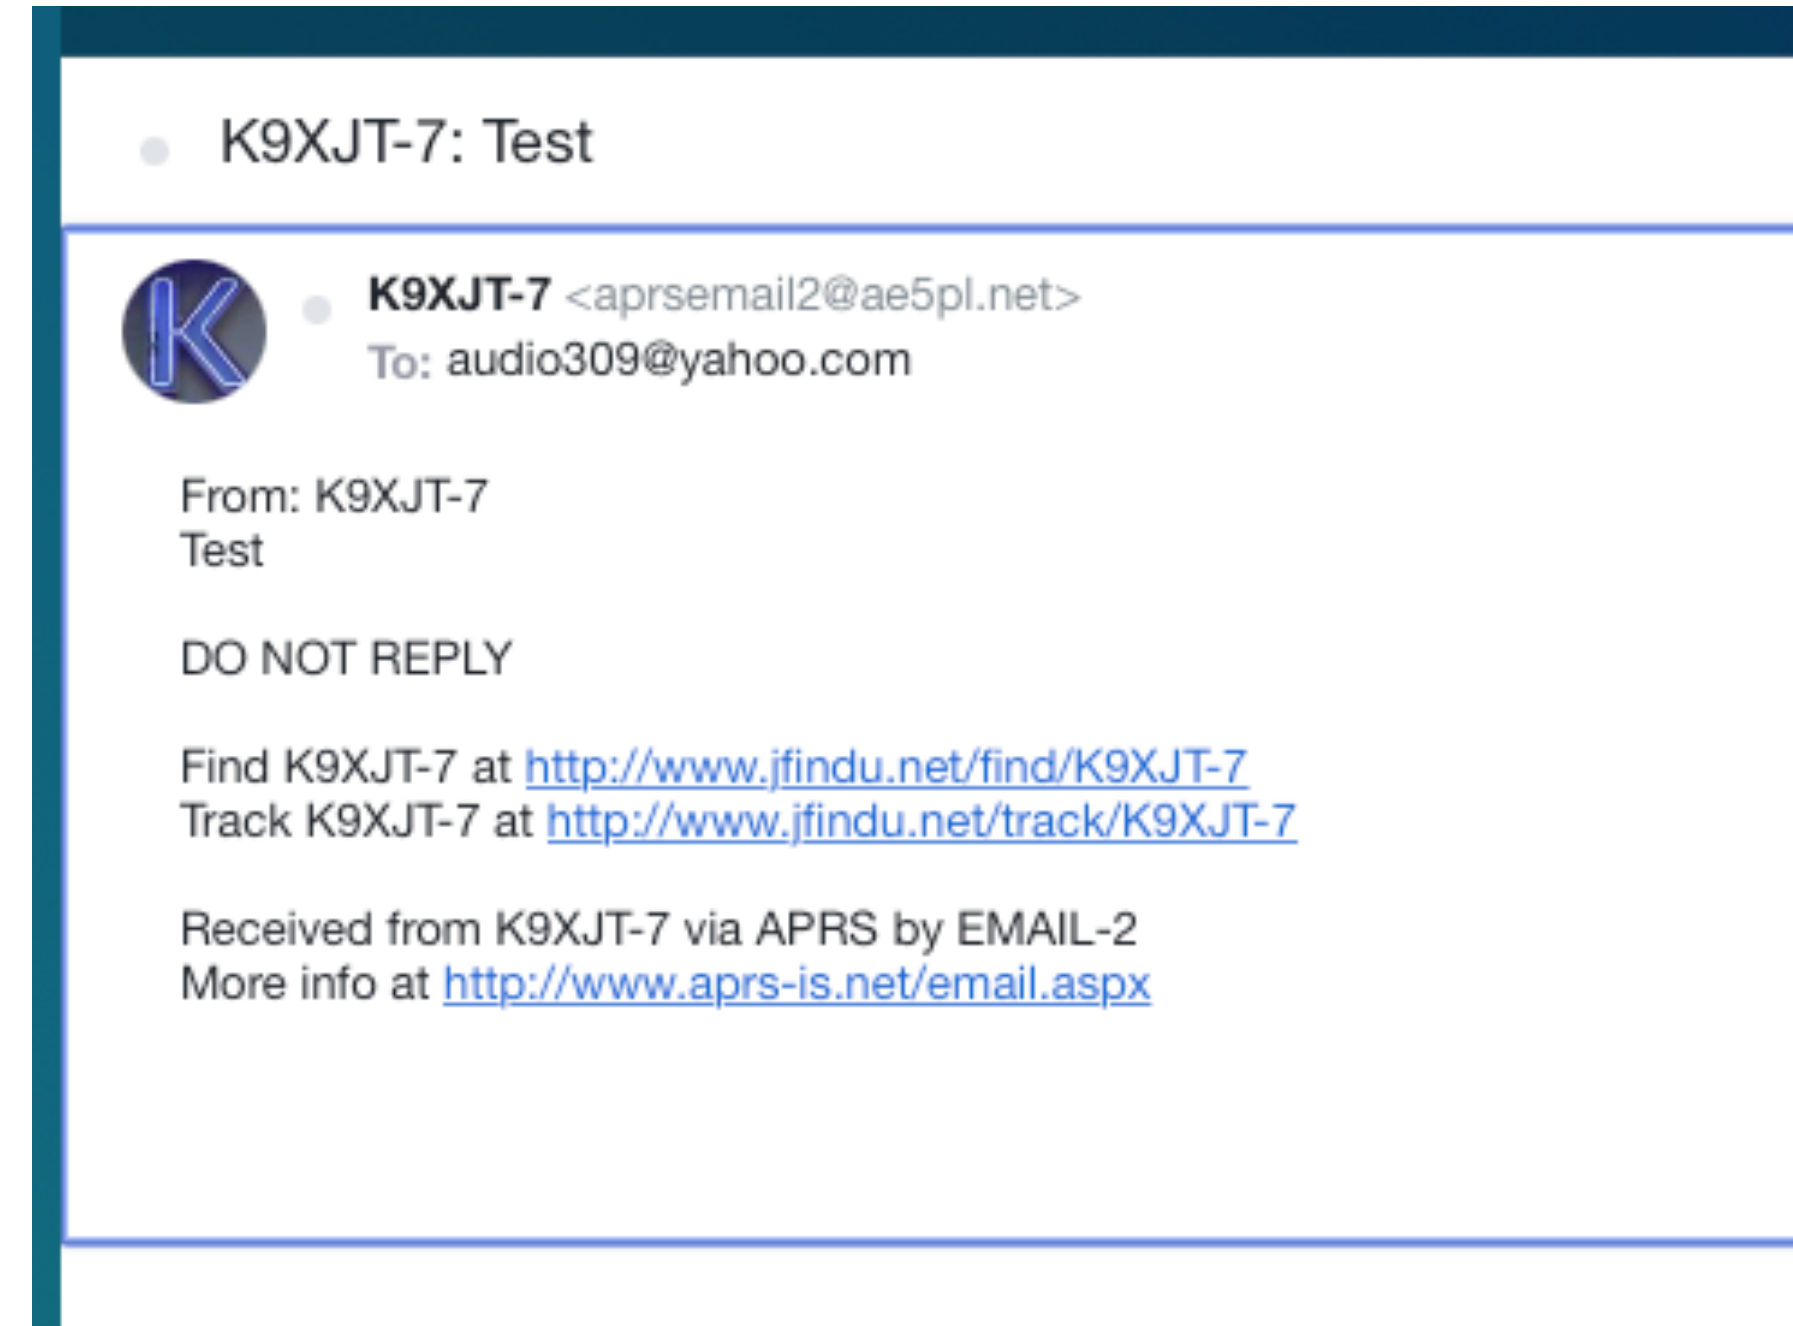 K9XJT-7: Test
K
K9XJT-7 <aprsemail2@ae5pl.net>
To: audio309@yahoo.com
From: K9XJT-7
Test
DO NOT REPLY
Find K9XJT-7 at http://www.jfindu.net/find/K9XJT-7
Track K9XJT-7 at http://www.jfindu.net/track/K9XJT-7
Received from K9XJT-7 via APRS by EMAIL-2
More info at http://www.aprs-is.net/email.aspx